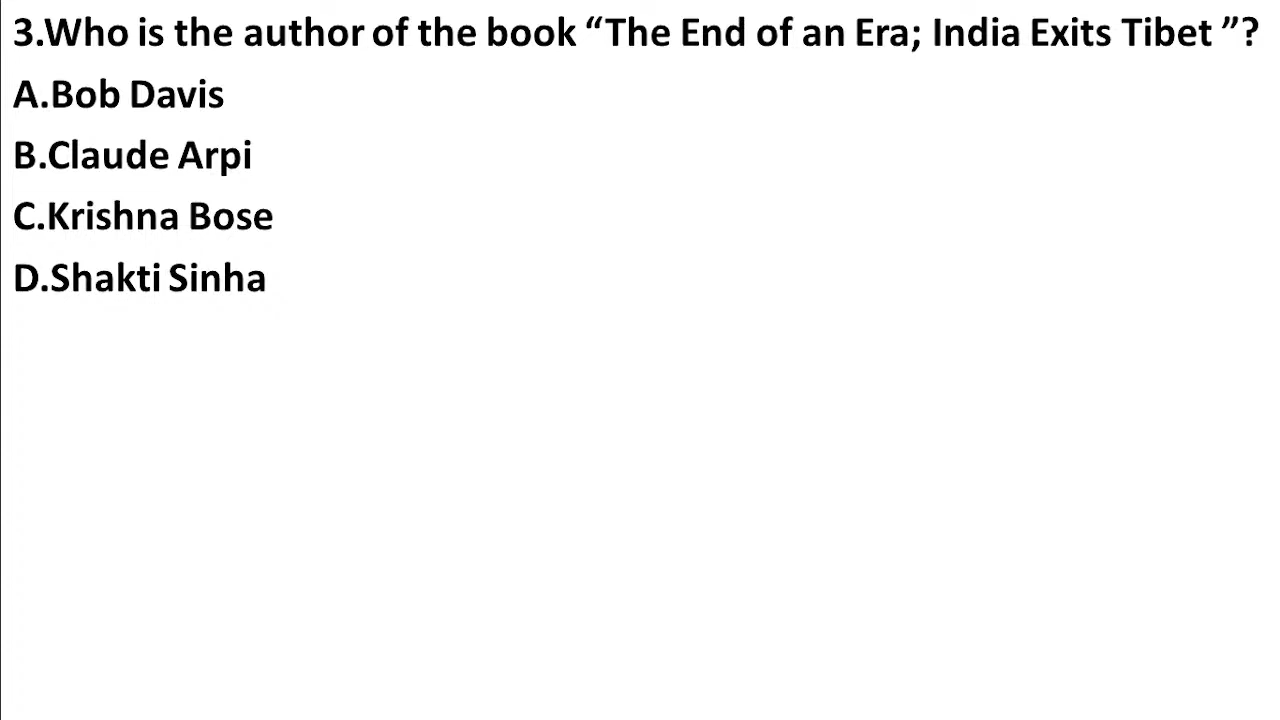 3.Who is the author of the book “The End of an Era; India Exits Tibet ”?
A.Bob Davis
B.Claude Arpi
C.Krishna Bose
D.Shakti Sinha